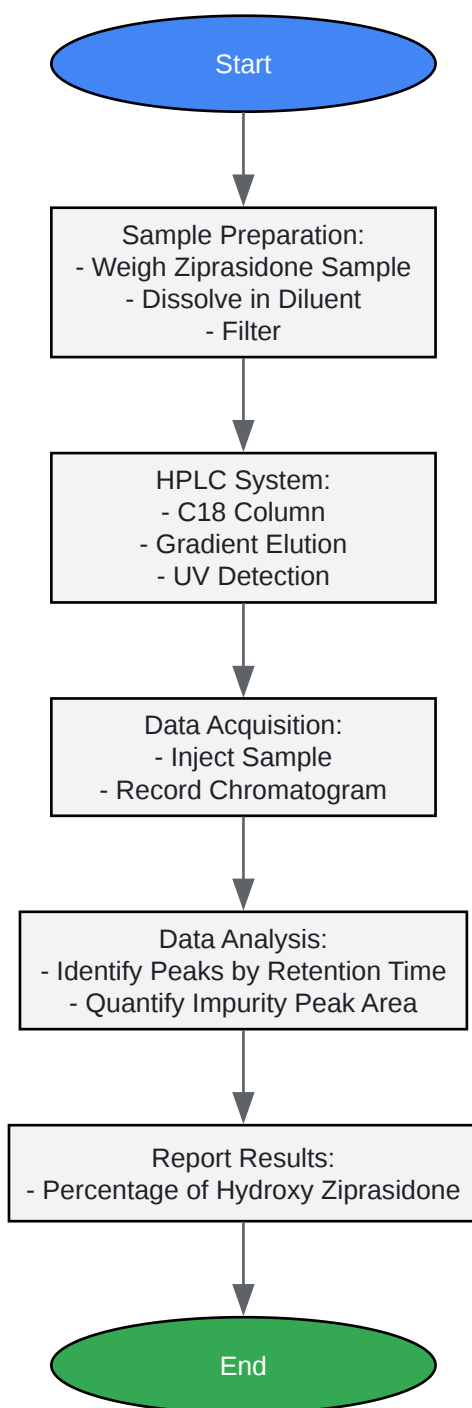 Start
Sample Preparation:
- Weigh Ziprasidone Sample
- Dissolve in Diluent
- Filter
HPLC System:
- C18 Column
- Gradient Elution
- UV Detection
Data Acquisition:
- Inject Sample
- Record Chromatogram
Data Analysis:
- Identify Peaks by Retention Time
- Quantify Impurity Peak Area
Report Results:
- Percentage of Hydroxy Ziprasidone
End